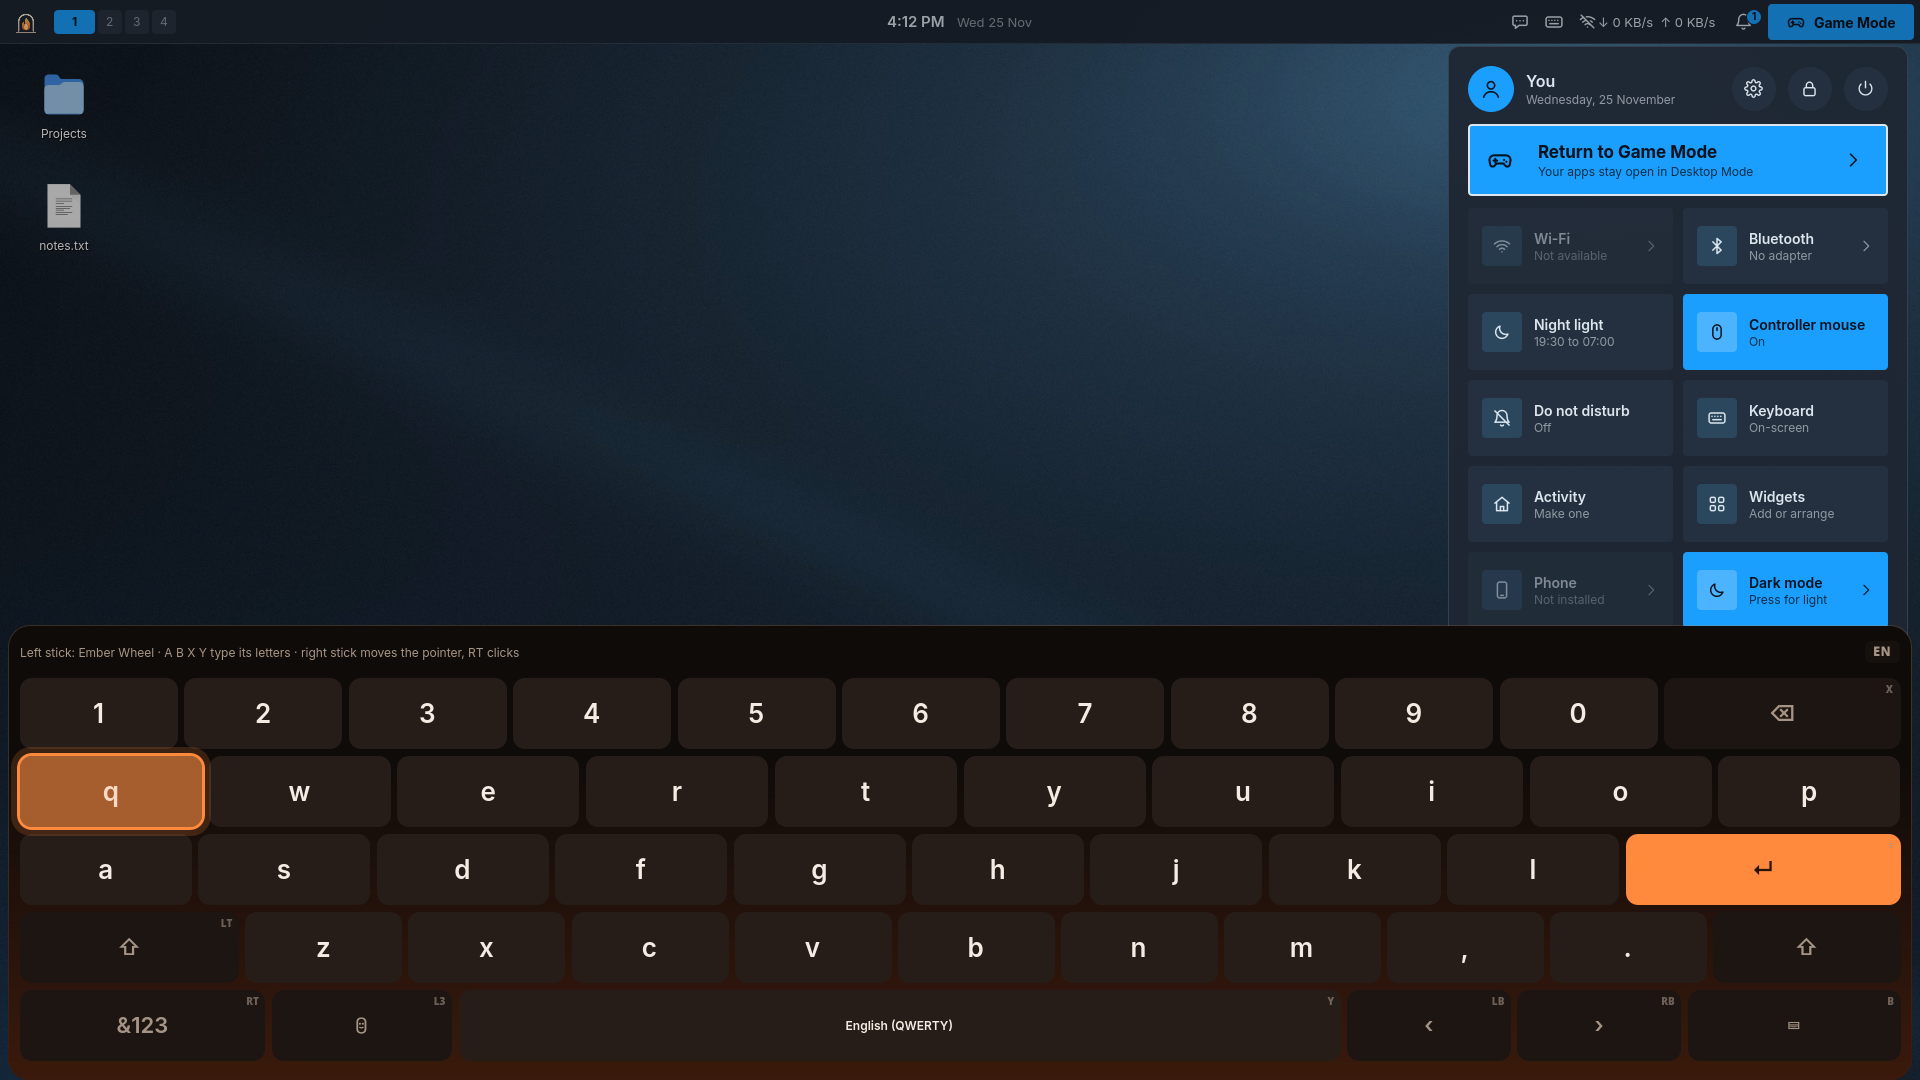 1 2 3 4
4:12 PM Wed 25 Nov
0 KB/s 0 KB/s
1
Game Mode
Projects
notes.txt
You
Wednesday, 25 November
Return to Game Mode
Your apps stay open in Desktop Mode
Wi-Fi
Not available
Bluetooth
No adapter
Night light
19:30 to 07:00
Controller mouse
On
Do not disturb
Off
Keyboard
On-screen
Activity
Make one
Widgets
Add or arrange
Phone
Not installed
Dark mode
Press for light
Left stick: Ember Wheel · A B X Y type its letters · right stick moves the pointer, RT clicks
EN
1 2 3 4 5 6 7 8 9 0 X
q w e r t y u i o p
a s d f g h j k l
LT z x c v b n m , .
&123 RT L3 English (QWERTY) Y ‹ LB › RB B